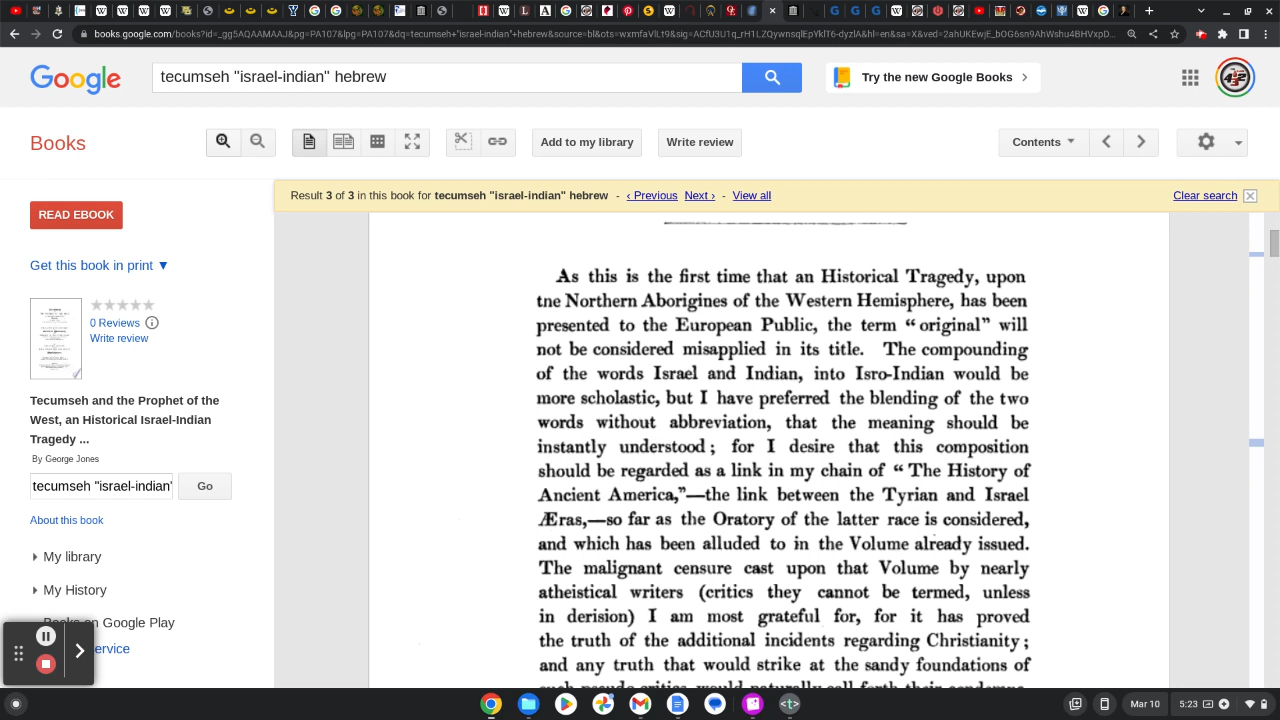 books.google.com/books?id=_gg5AQAAMAAJ&pg=PA107&lpg=PA107&dq=tecumseh+"israel-indian"+hebrew&source=bl&ots=
Google
tecumseh "israel-indian" hebrew
Try the new Google Books
Books
Add to my library
Write review
Contents
Result 3 of 3 in this book for tecumseh "israel-indian" hebrew - ‹ Previous Next › - View all
Clear search
READ EBOOK
Get this book in print ▼
0 Reviews
Write review
Tecumseh and the Prophet of the
West, an Historical Israel-Indian
Tragedy ...
By George Jones
tecumseh "israel-indian"
Go
About this book
My library
My History
Books on Google Play
ervice
As this is the first time that an Historical Tragedy, upon
tne Northern Aborigines of the Western Hemisphere, has been
presented to the European Public, the term “original” will
not be considered misapplied in its title. The compounding
of the words Israel and Indian, into Isro-Indian would be
more scholastic, but I have preferred the blending of the two
words without abbreviation, that the meaning should be
instantly understood; for I desire that this composition
should be regarded as a link in my chain of “The History of
Ancient America,”—the link between the Tyrian and Israel
Æras,—so far as the Oratory of the latter race is considered,
and which has been alluded to in the Volume already issued.
The malignant censure cast upon that Volume by nearly
atheistical writers (critics they cannot be termed, unless
in derision) I am most grateful for, for it has proved
the truth of the additional incidents regarding Christianity;
and any truth that would strike at the sandy foundations of
Mar 10
5:23